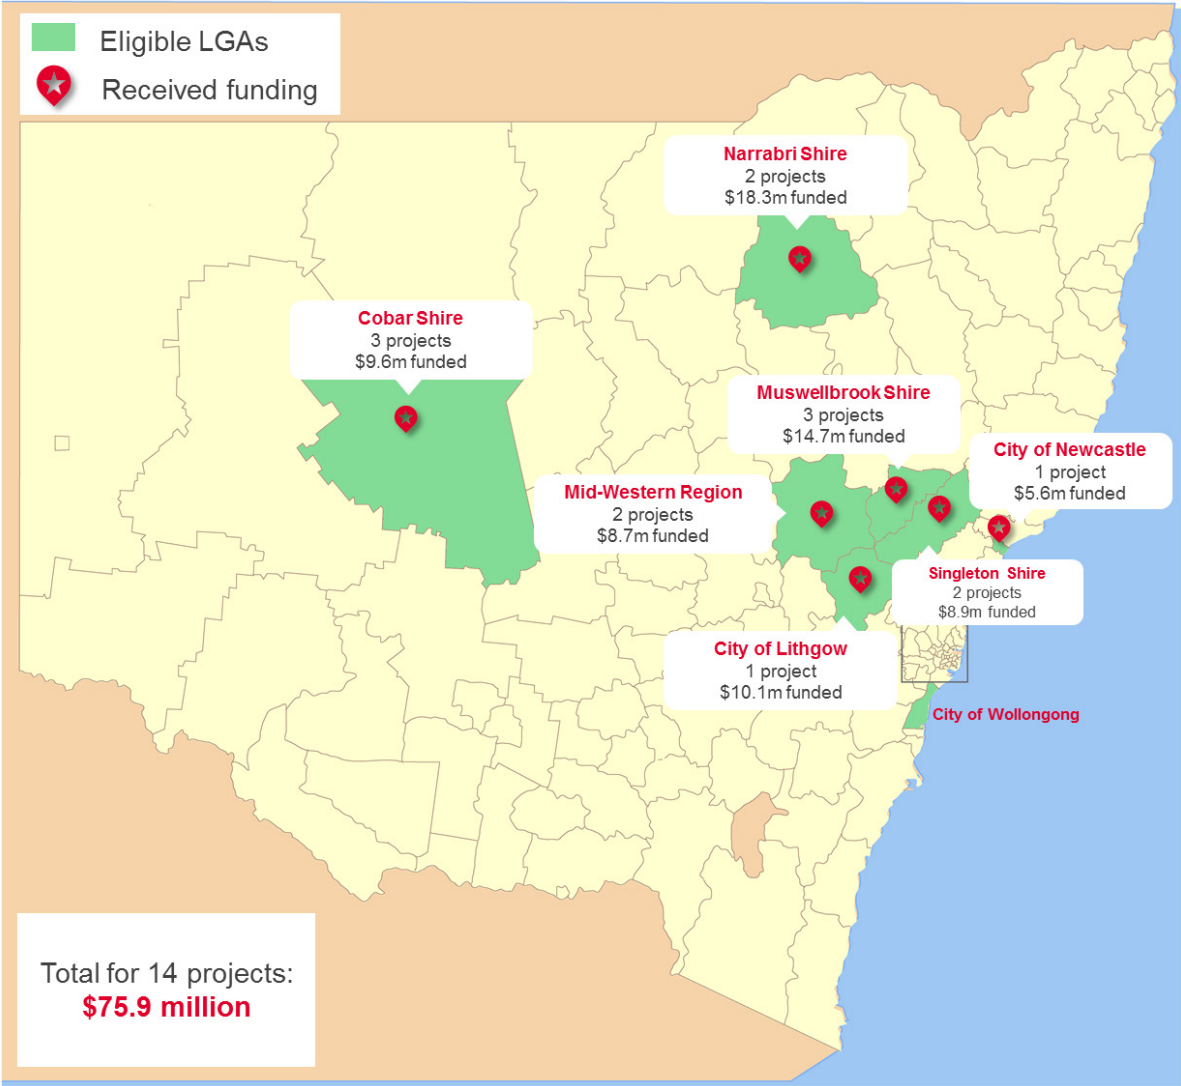 Eligible LGAs
Received funding
Narrabri Shire
2 projects
$18.3m funded
Cobar Shire
3 projects
$9.6m funded
Muswellbrook Shire
3 projects
$14.7m funded
City of Newcastle
1 project
$5.6m funded
Mid-Western Region
2 projects
$8.7m funded
Singleton Shire
2 projects
$8.9m funded
City of Lithgow
1 project
$10.1m funded
City of Wollongong
Total for 14 projects:
$75.9 million